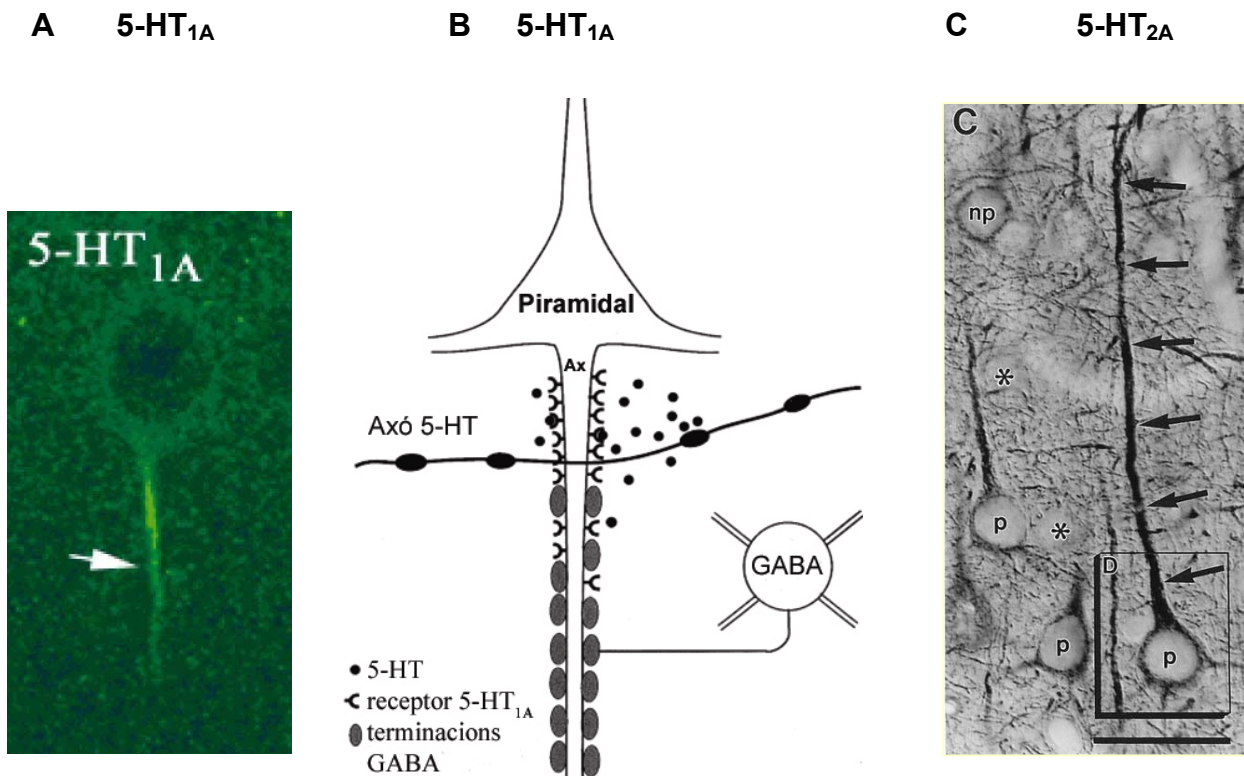 A 5-HT1A
B 5-HT1A
C 5-HT2A
5-HT1A
Piramidal
Ax
Axó 5-HT
GABA
5-HT
receptor 5-HT1A
terminacions
GABA
C
np
*
p
*
D
p
p